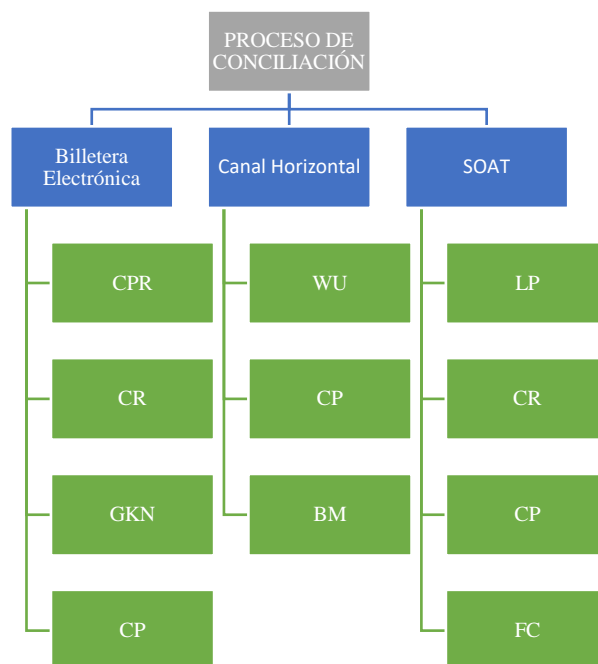 PROCESO DE
CONCILIACIÓN
Billetera
Electrónica
CPR
CR
GKN
CP
Canal Horizontal
WU
CP
BM
SOAT
LP
CR
CP
FC